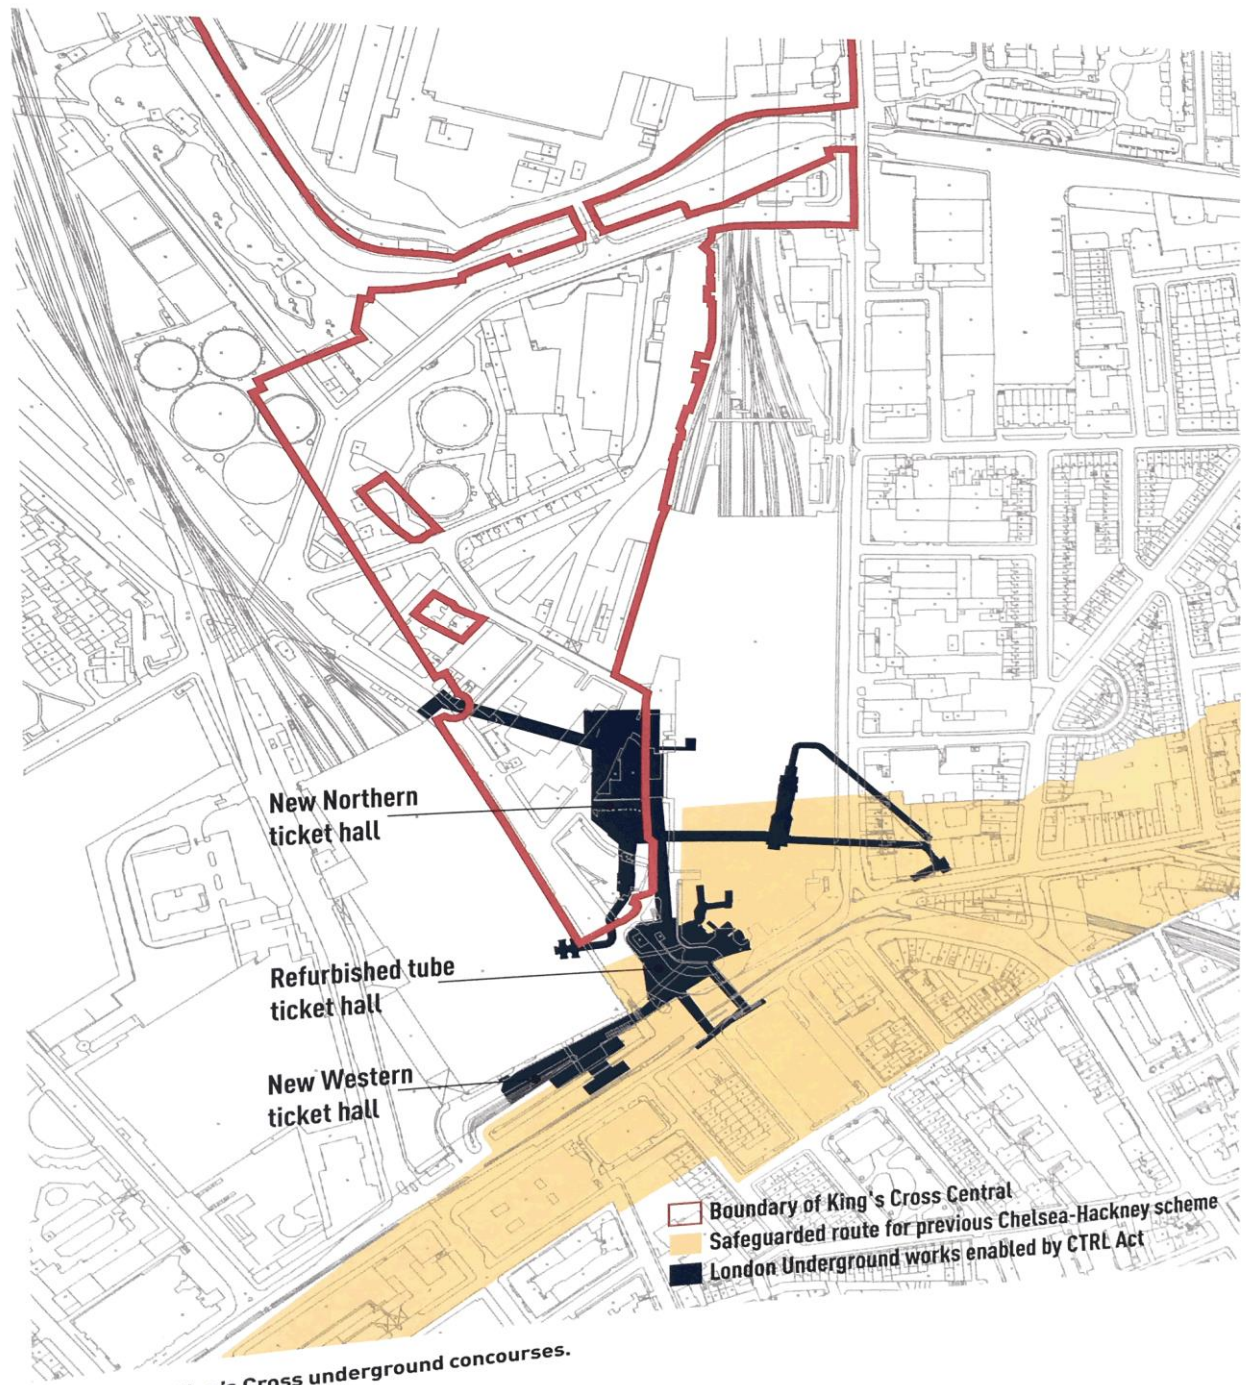 New Northern
ticket hall
Refurbished tube
ticket hall
New Western
ticket hall
Boundary of King's Cross Central
Safeguarded route for previous Chelsea-Hackney scheme
London Underground works enabled by CTRL Act
Cross underground concourses.